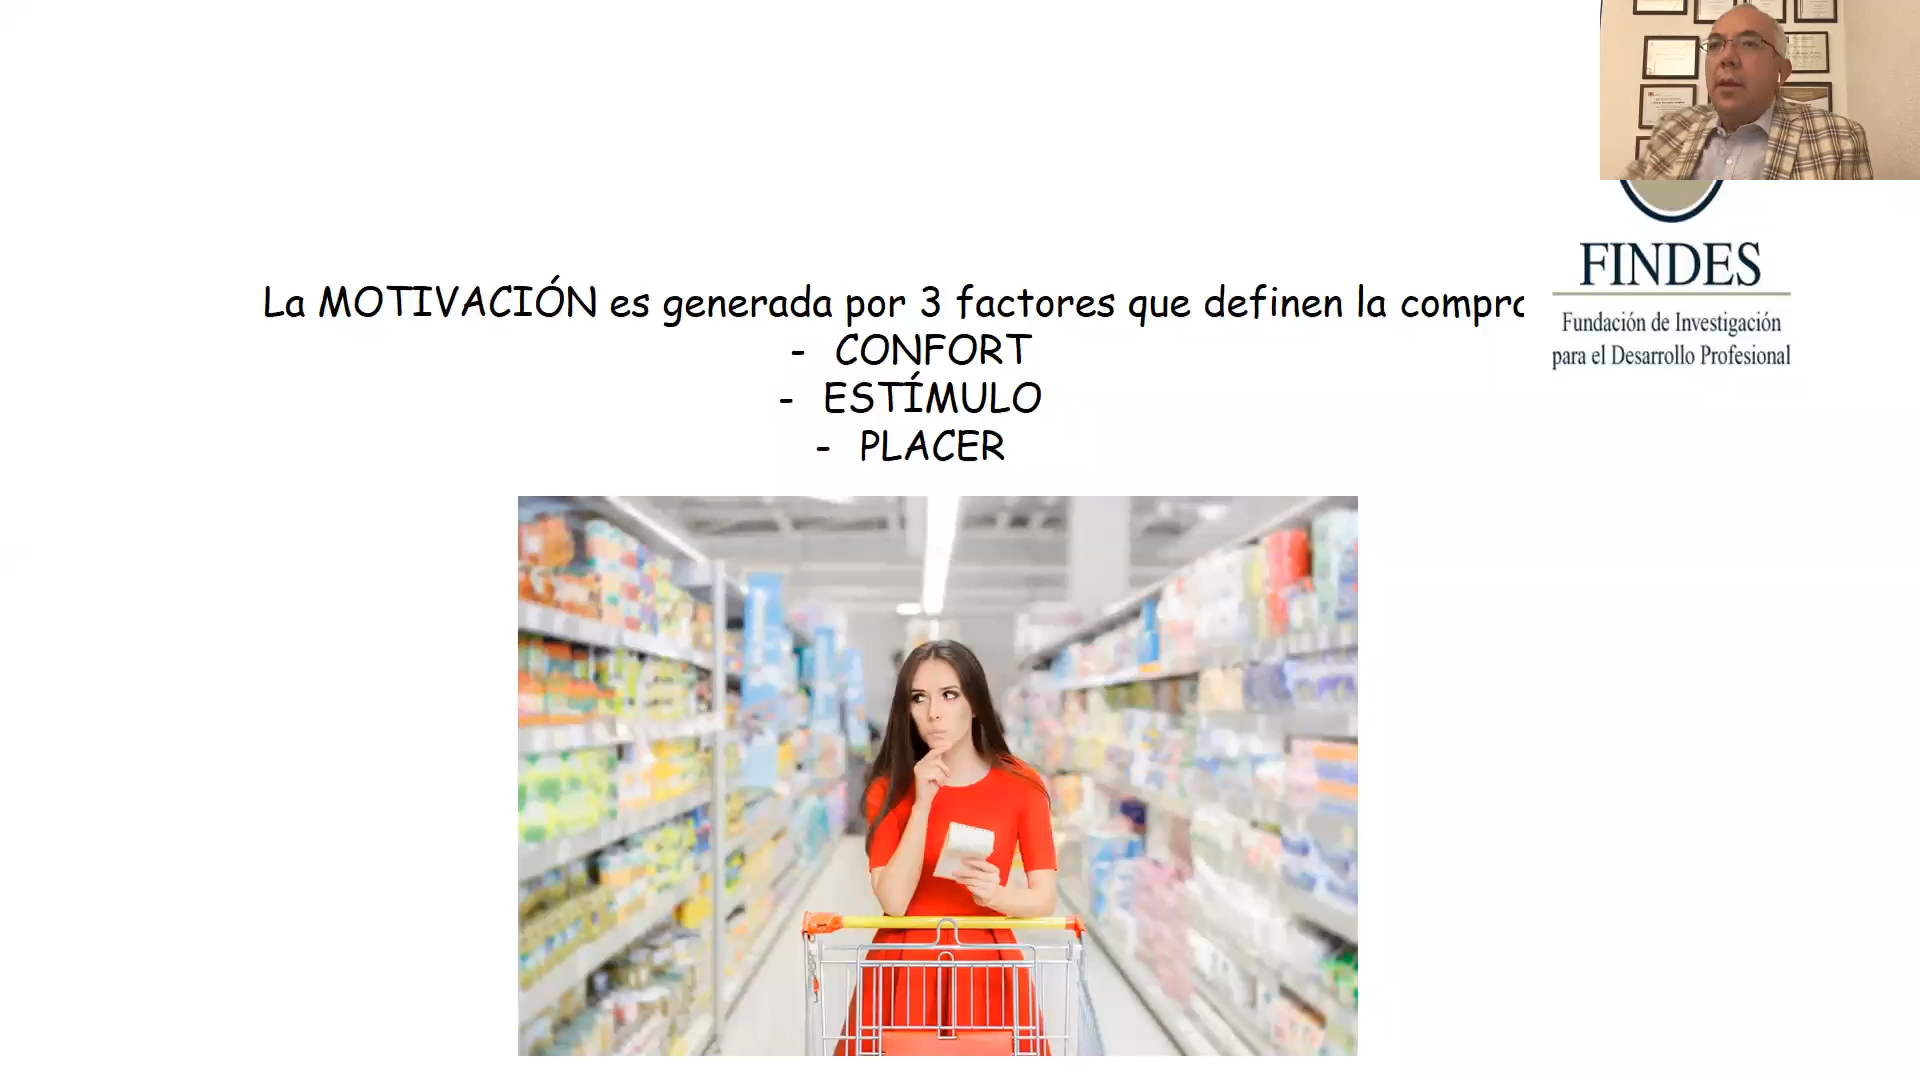 La MOTIVACIÓN es generada por 3 factores que definen la compra
- CONFORT
- ESTÍMULO
- PLACER
FINDES
Fundación de Investigación
para el Desarrollo Profesional